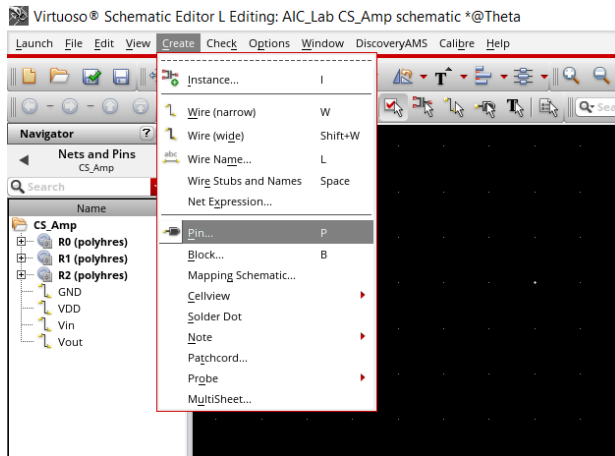 Virtuoso® Schematic Editor L Editing: AIC_Lab CS_Amp schematic *@Theta
Launch File Edit View Create Check Options Window DiscoveryAMS Calibre Help
Instance... I
T
Wire (narrow) W
T
Navigator ?
Wire (wide) Shift+W
Nets and Pins
CS_Amp
abc Wire Name... L
Search
Wire Stubs and Names Space
Name
Net Expression...
CS_Amp
Pin... P
R0 (polyhres)
Block... B
R1 (polyhres)
Mapping Schematic...
R2 (polyhres)
Cellview
GND
Solder Dot
VDD
Note
Vin
Patchcord...
Vout
Probe
MultiSheet...